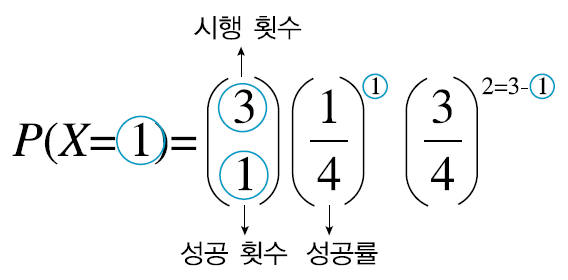 시행 횟수
P(X=1)= (3 1) (1/4)^1 (3/4)^2=3-1
성공 횟수 성공률